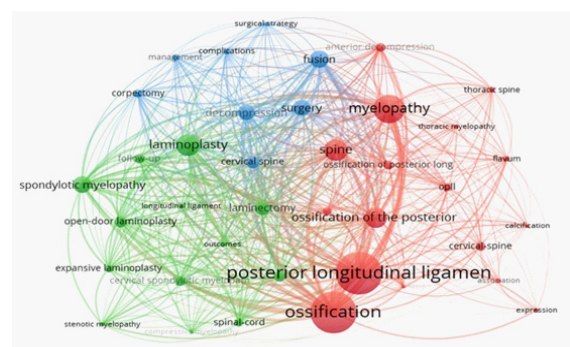 surgical strategy
complications
anterior decompression
management
fusion
corpectomy
thoracic spine
surgery
myelopathy
decompression
thoracic myelopathy
laminoplasty
spine
follow-up
cervical spine
ossification of posterior long
flavum
spondylotic myelopathy
opll
longitudinal ligament
laminectomy
open-door laminoplasty
ossification of the posterior
calcification
outcomes
cervical-spine
expansive laminoplasty
posterior longitudinal ligamen
cervical spondylotic myelopath
association
ossification
expression
stenotic myelopathy
spinal-cord
compression myelopathy